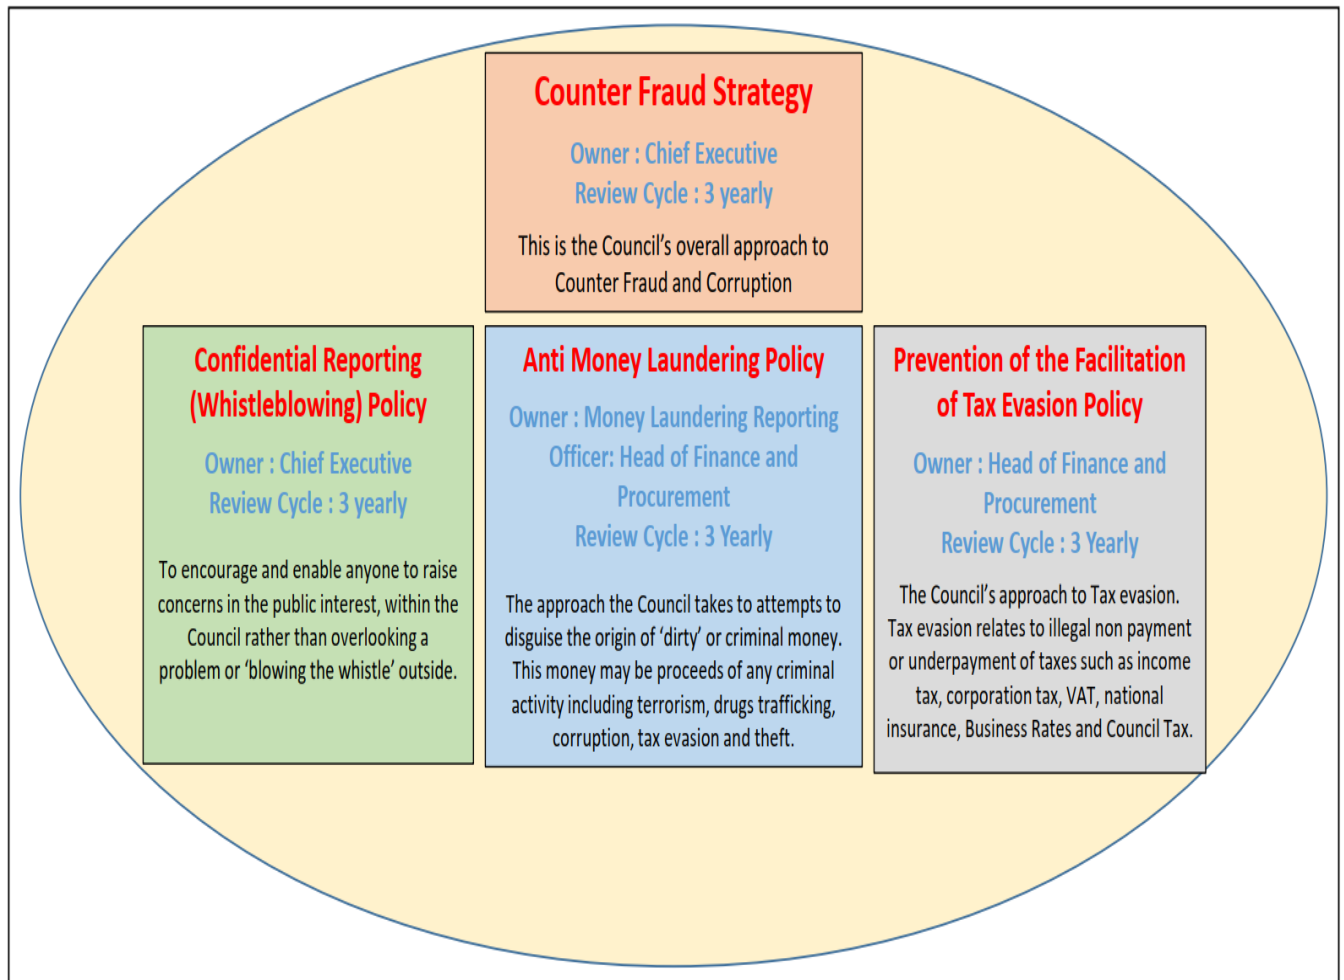 Counter Fraud Strategy
Owner : Chief Executive
Review Cycle : 3 yearly
This is the Council’s overall approach to
Counter Fraud and Corruption
Confidential Reporting
(Whistleblowing) Policy
Owner : Chief Executive
Review Cycle : 3 yearly
To encourage and enable anyone to raise
concerns in the public interest, within the
Council rather than overlooking a
problem or ‘blowing the whistle’ outside.
Anti Money Laundering Policy
Owner : Money Laundering Reporting
Officer: Head of Finance and
Procurement
Review Cycle : 3 Yearly
The approach the Council takes to attempts to
disguise the origin of ‘dirty’ or criminal money.
This money may be proceeds of any criminal
activity including terrorism, drugs trafficking,
corruption, tax evasion and theft.
Prevention of the Facilitation
of Tax Evasion Policy
Owner : Head of Finance and
Procurement
Review Cycle : 3 Yearly
The Council’s approach to Tax evasion.
Tax evasion relates to illegal non payment
or underpayment of taxes such as income
tax, corporation tax, VAT, national
insurance, Business Rates and Council Tax.